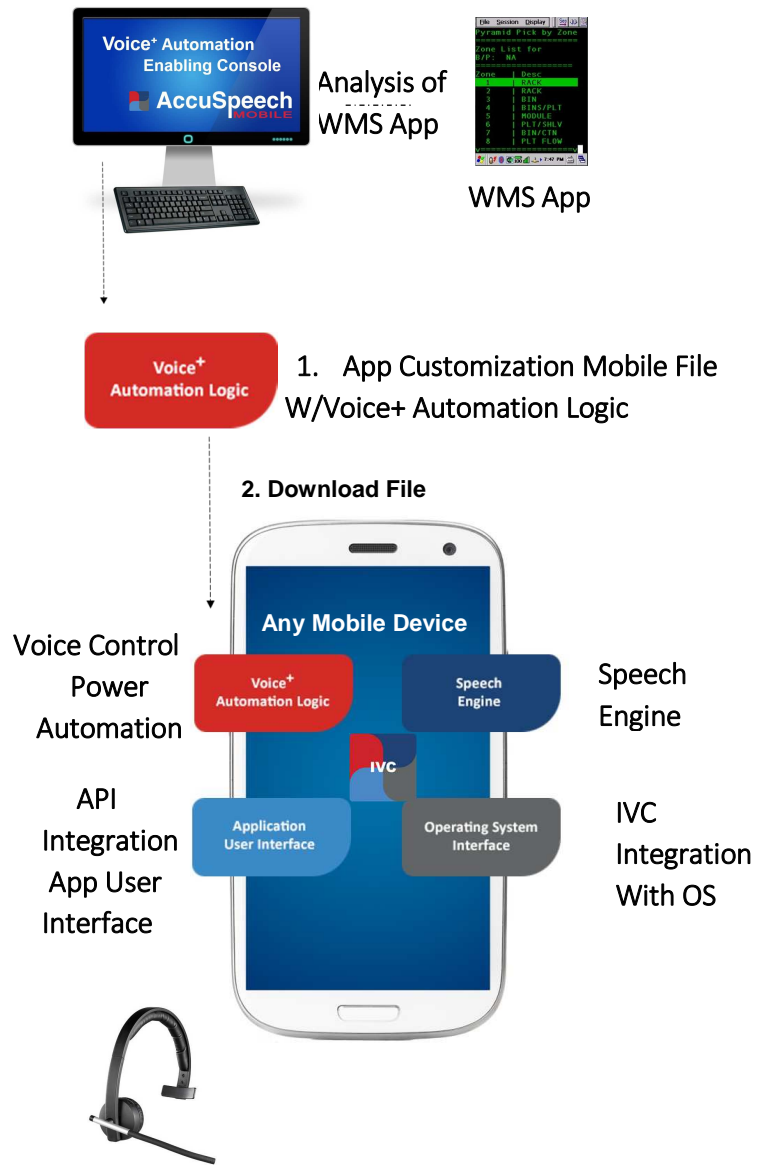 Voice+ Automation
Enabling Console
AccuSpeech
MOBILE
Analysis of
WMS App
File Session Display
Pyramid Pick by Zone
Zone List for
B/P: NA
Zone | Desc
1 | RACK
2 | RACK
3 | BIN
4 | BINS/PLT
5 | MODULE
6 | PLT/SHLV
7 | BIN/CTN
8 | PLT FLOW
7:47 PM
WMS App
Voice+
Automation Logic
1. App Customization Mobile File
W/Voice+ Automation Logic
2. Download File
Any Mobile Device
Voice Control
Power
Automation
Voice+
Automation Logic
Speech
Engine
Speech
Engine
IVC
API
Integration
App User
Interface
Application
User Interface
Operating System
Interface
IVC
Integration
With OS